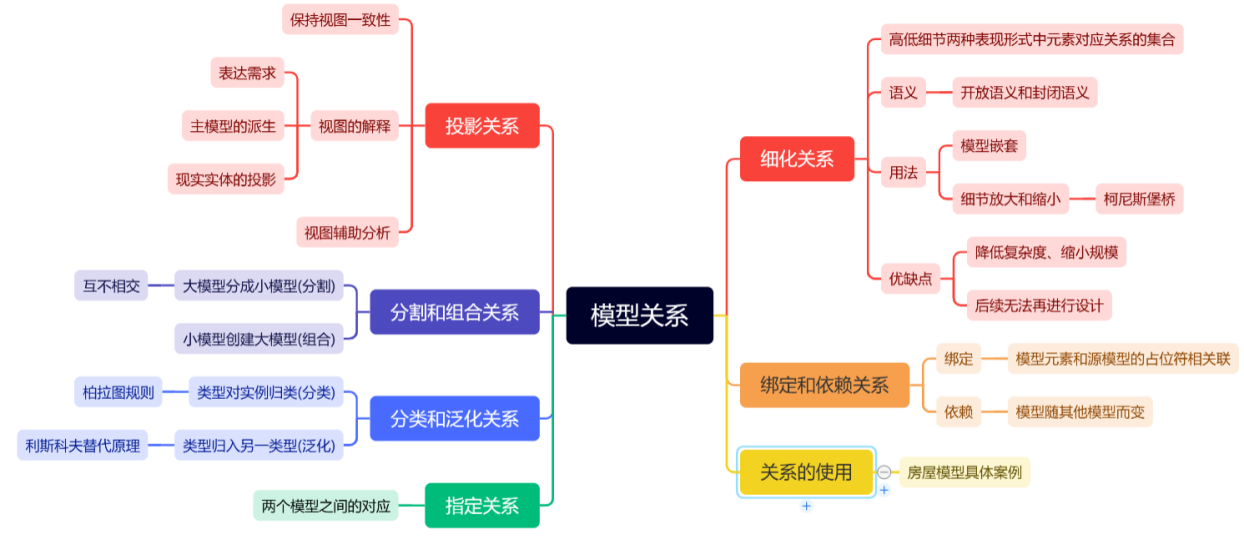 模型关系
投影关系
保持视图一致性
视图的解释
表达需求
主模型的派生
现实实体的投影
视图辅助分析
分割和组合关系
大模型分成小模型(分割)
互不相交
小模型创建大模型(组合)
分类和泛化关系
类型对实例归类(分类)
柏拉图规则
类型归入另一类型(泛化)
利斯科夫替代原理
指定关系
两个模型之间的对应
细化关系
高低细节两种表现形式中元素对应关系的集合
语义
开放语义和封闭语义
用法
模型嵌套
细节放大和缩小
柯尼斯堡桥
优缺点
降低复杂度、缩小规模
后续无法再进行设计
绑定和依赖关系
绑定
模型元素和源模型的占位符相关联
依赖
模型随其他模型而变
关系的使用
房屋模型具体案例